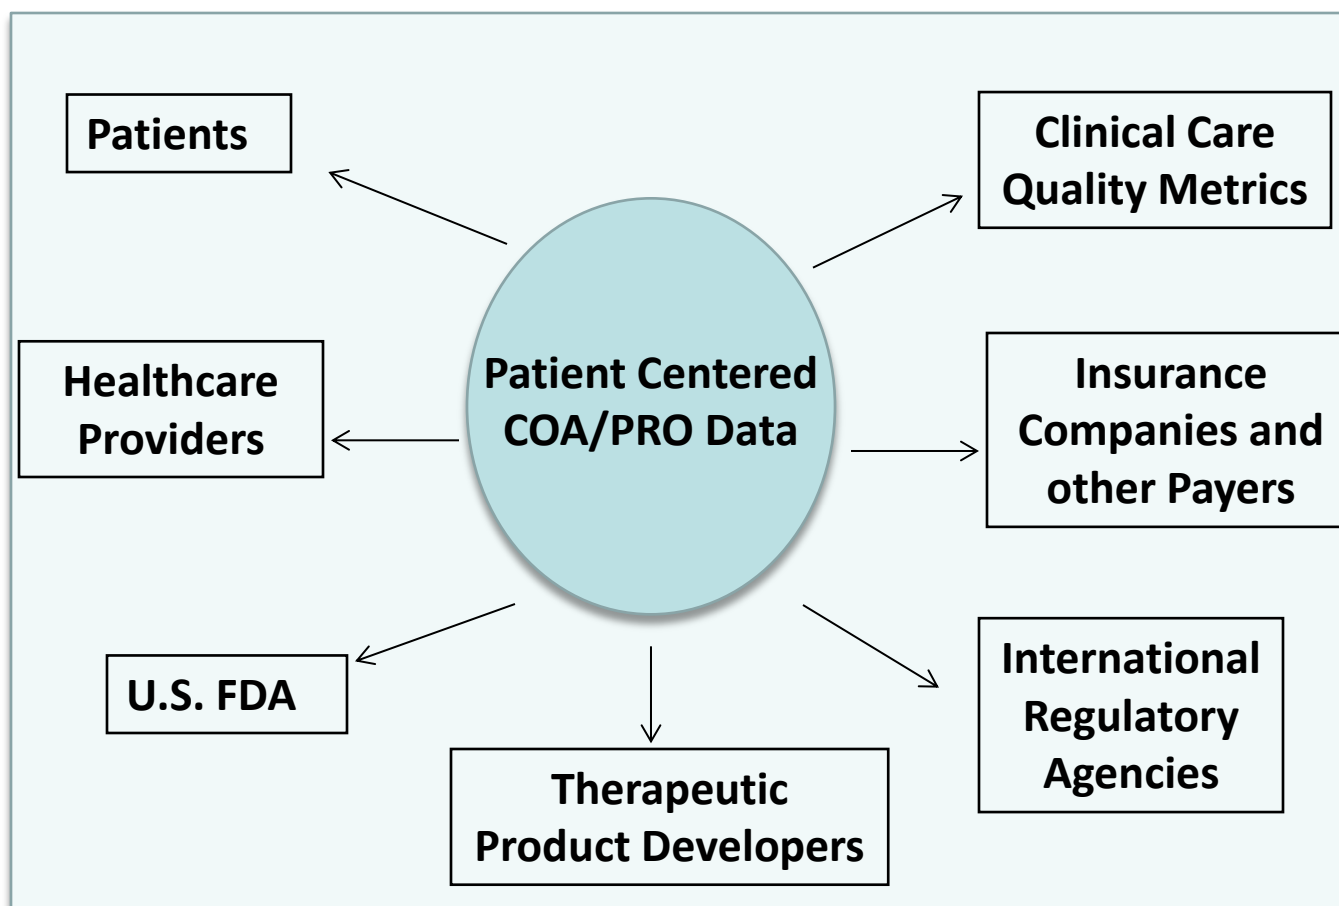 Patients
Clinical Care
Quality Metrics
Healthcare
Providers
Patient Centered
COA/PRO Data
Insurance
Companies and
other Payers
U.S. FDA
Therapeutic
Product Developers
International
Regulatory
Agencies